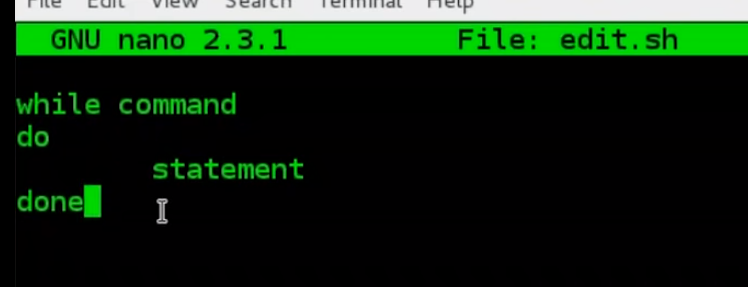 File Edit View Search Terminal Help
GNU nano 2.3.1 File: edit.sh
while command
do
statement
done